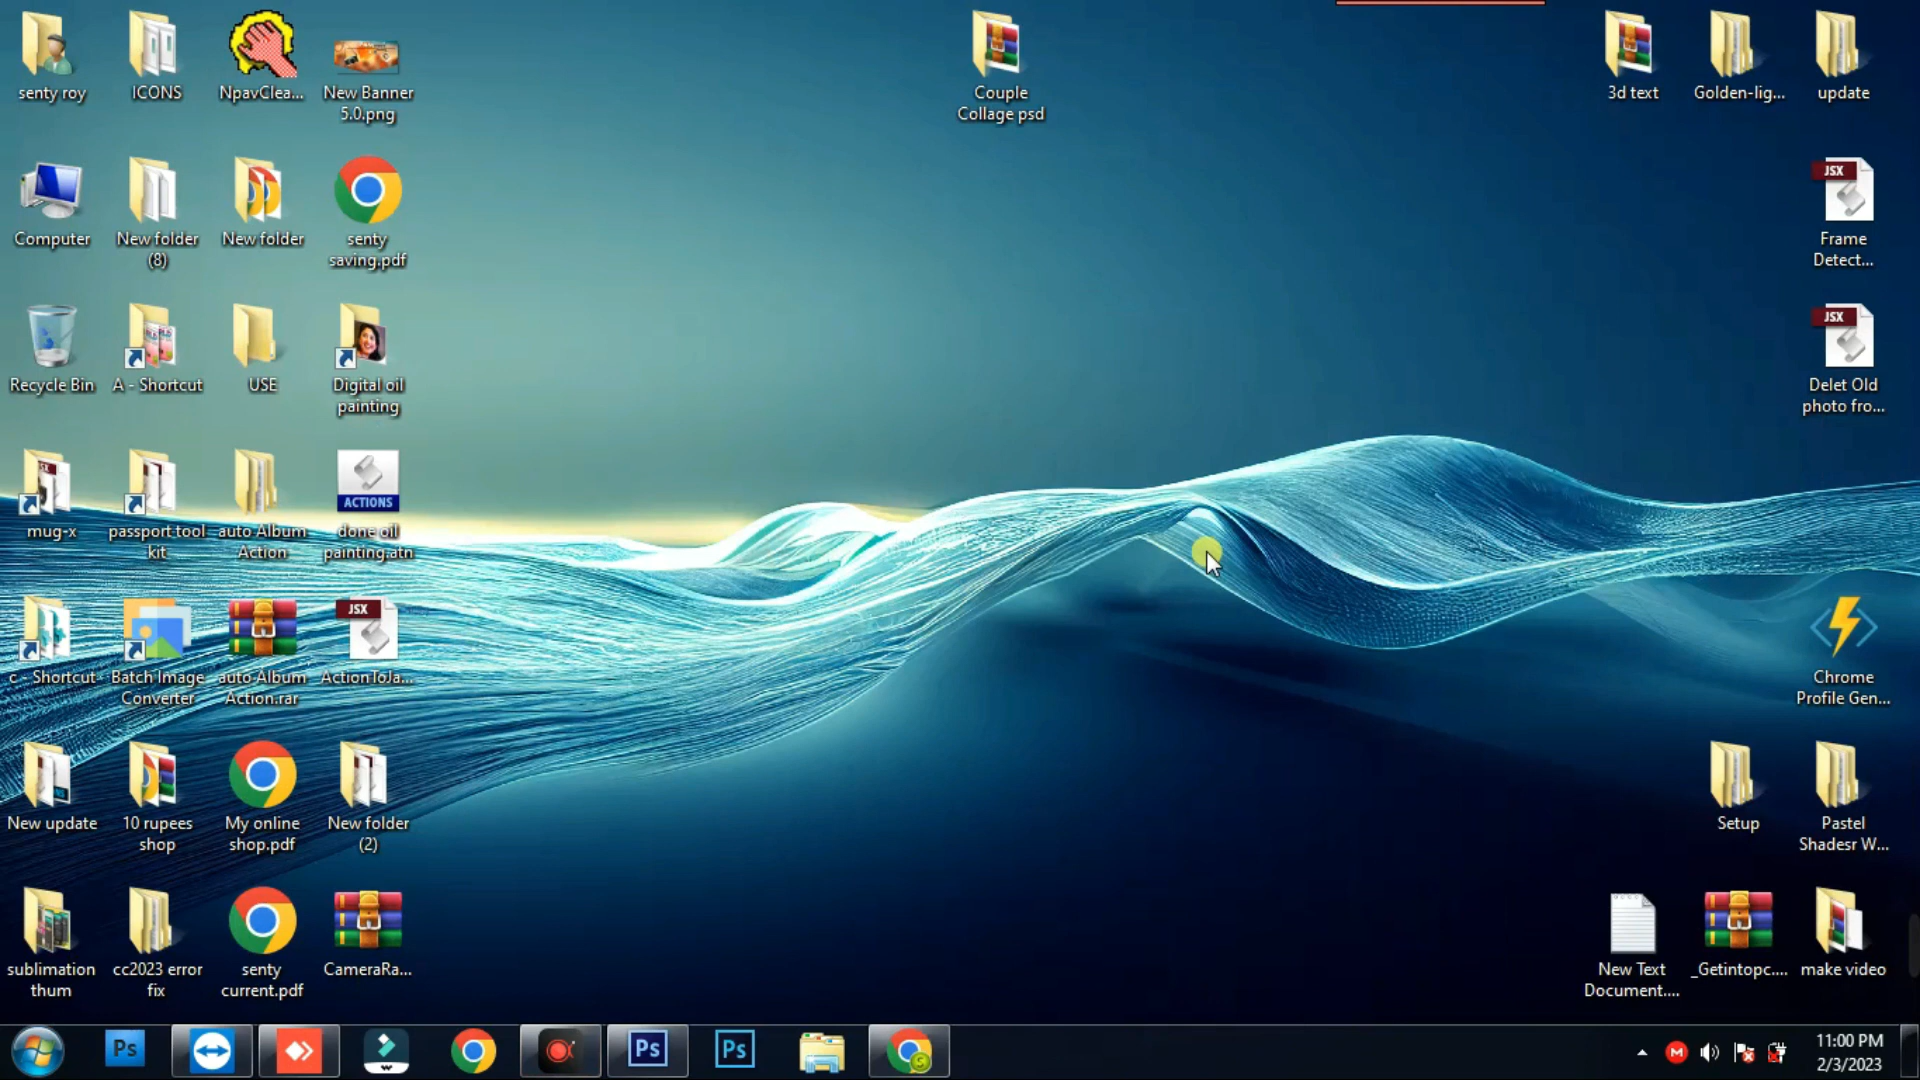 senty roy
ICONS
NpavClea...
New Banner
5.0.png
Couple
Collage psd
3d text
Golden-lig...
update
Computer
New folder
(8)
New folder
senty
saving.pdf
JSX
Frame
Detect...
Recycle Bin
A - Shortcut
USE
Digital oil
painting
JSX
Delet Old
photo fro...
mug-x
passport tool
kit
auto Album
Action
ACTIONS
done oil
painting.atn
c - Shortcut
Batch Image
Converter
auto Album
Action.rar
JSX
ActionToJa...
Chrome
Profile Gen...
New update
10 rupees
shop
My online
shop.pdf
New folder
(2)
Setup
Pastel
Shadesr W...
sublimation
thum
cc2023 error
fix
senty
current.pdf
CameraRa...
New Text
Document....
_Getintopc....
make video
Ps
Ps
Ps
M
11:00 PM
2/3/2023